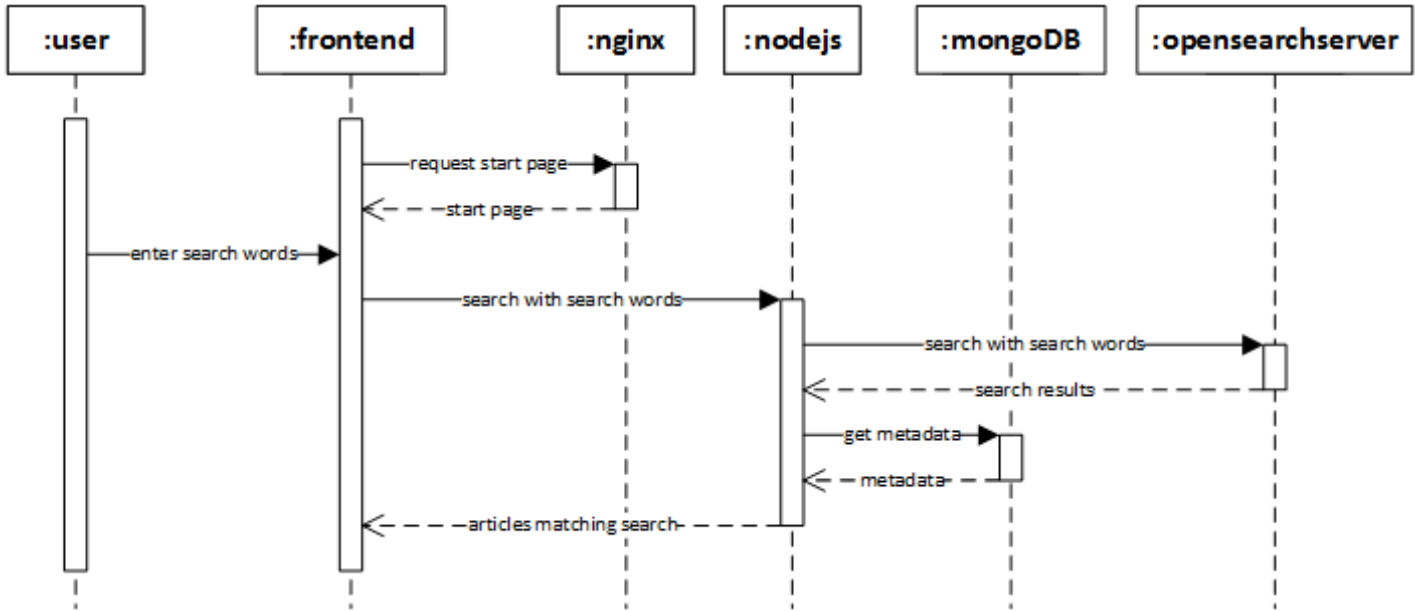 :user
:frontend
:nginx
:nodejs
:mongoDB
:opensearchserver
request start page
start page
enter search words
search with search words
search with search words
search results
get metadata
metadata
articles matching search